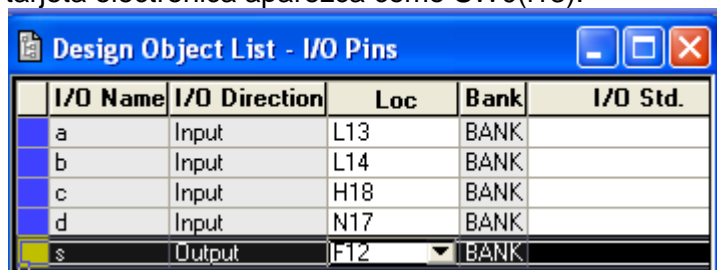 Design Object List - I/O Pins
I/O Name I/O Direction Loc Bank I/O Std.
a Input L13 BANK
b Input L14 BANK
c Input H18 BANK
d Input N17 BANK
s Output F12 BANK